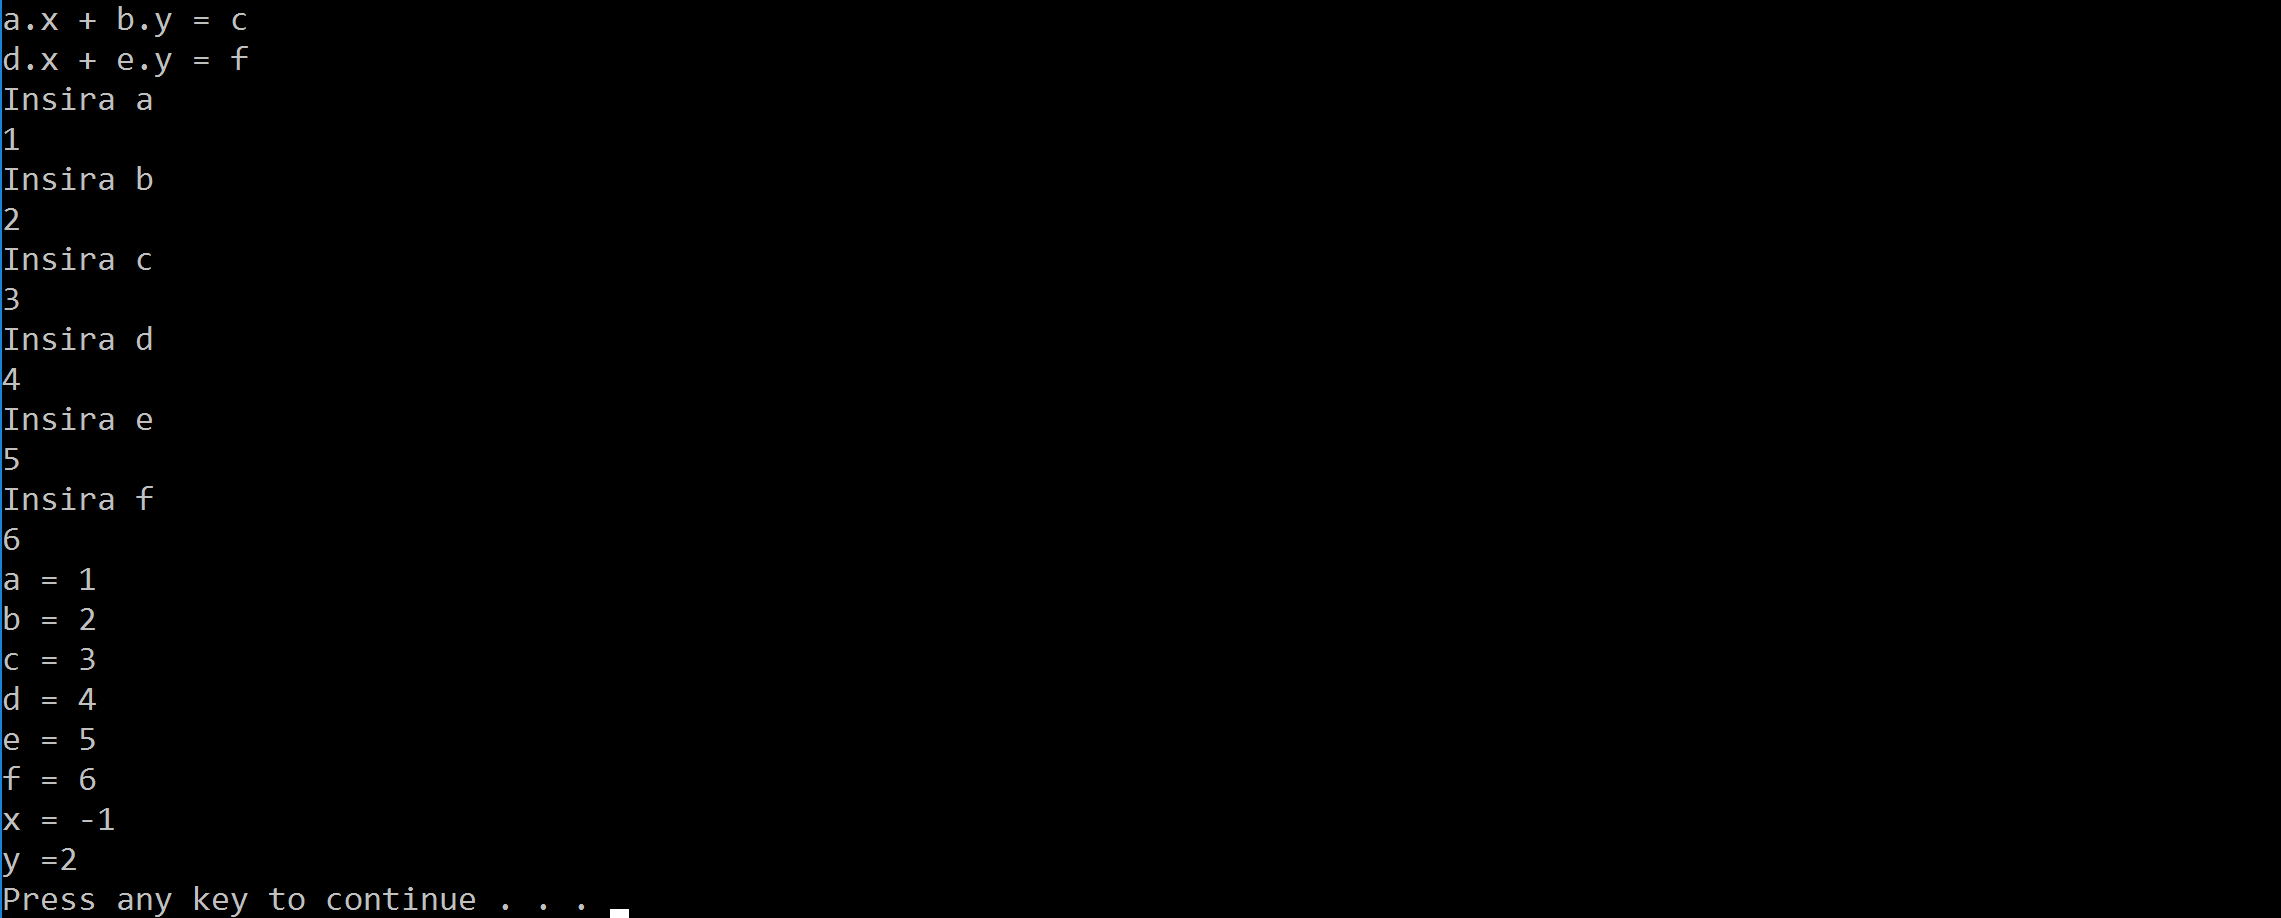 a.x + b.y = c
d.x + e.y = f
Insira a
1
Insira b
2
Insira c
3
Insira d
4
Insira e
5
Insira f
6
a = 1
b = 2
c = 3
d = 4
e = 5
f = 6
x = -1
y =2
Press any key to continue . . .